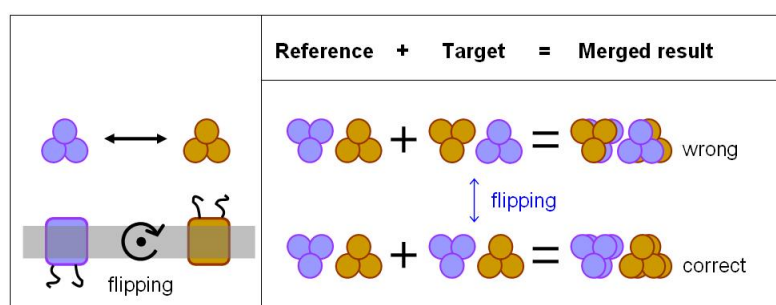 Reference + Target = Merged result
+ = wrong
flipping
+ = correct
flipping